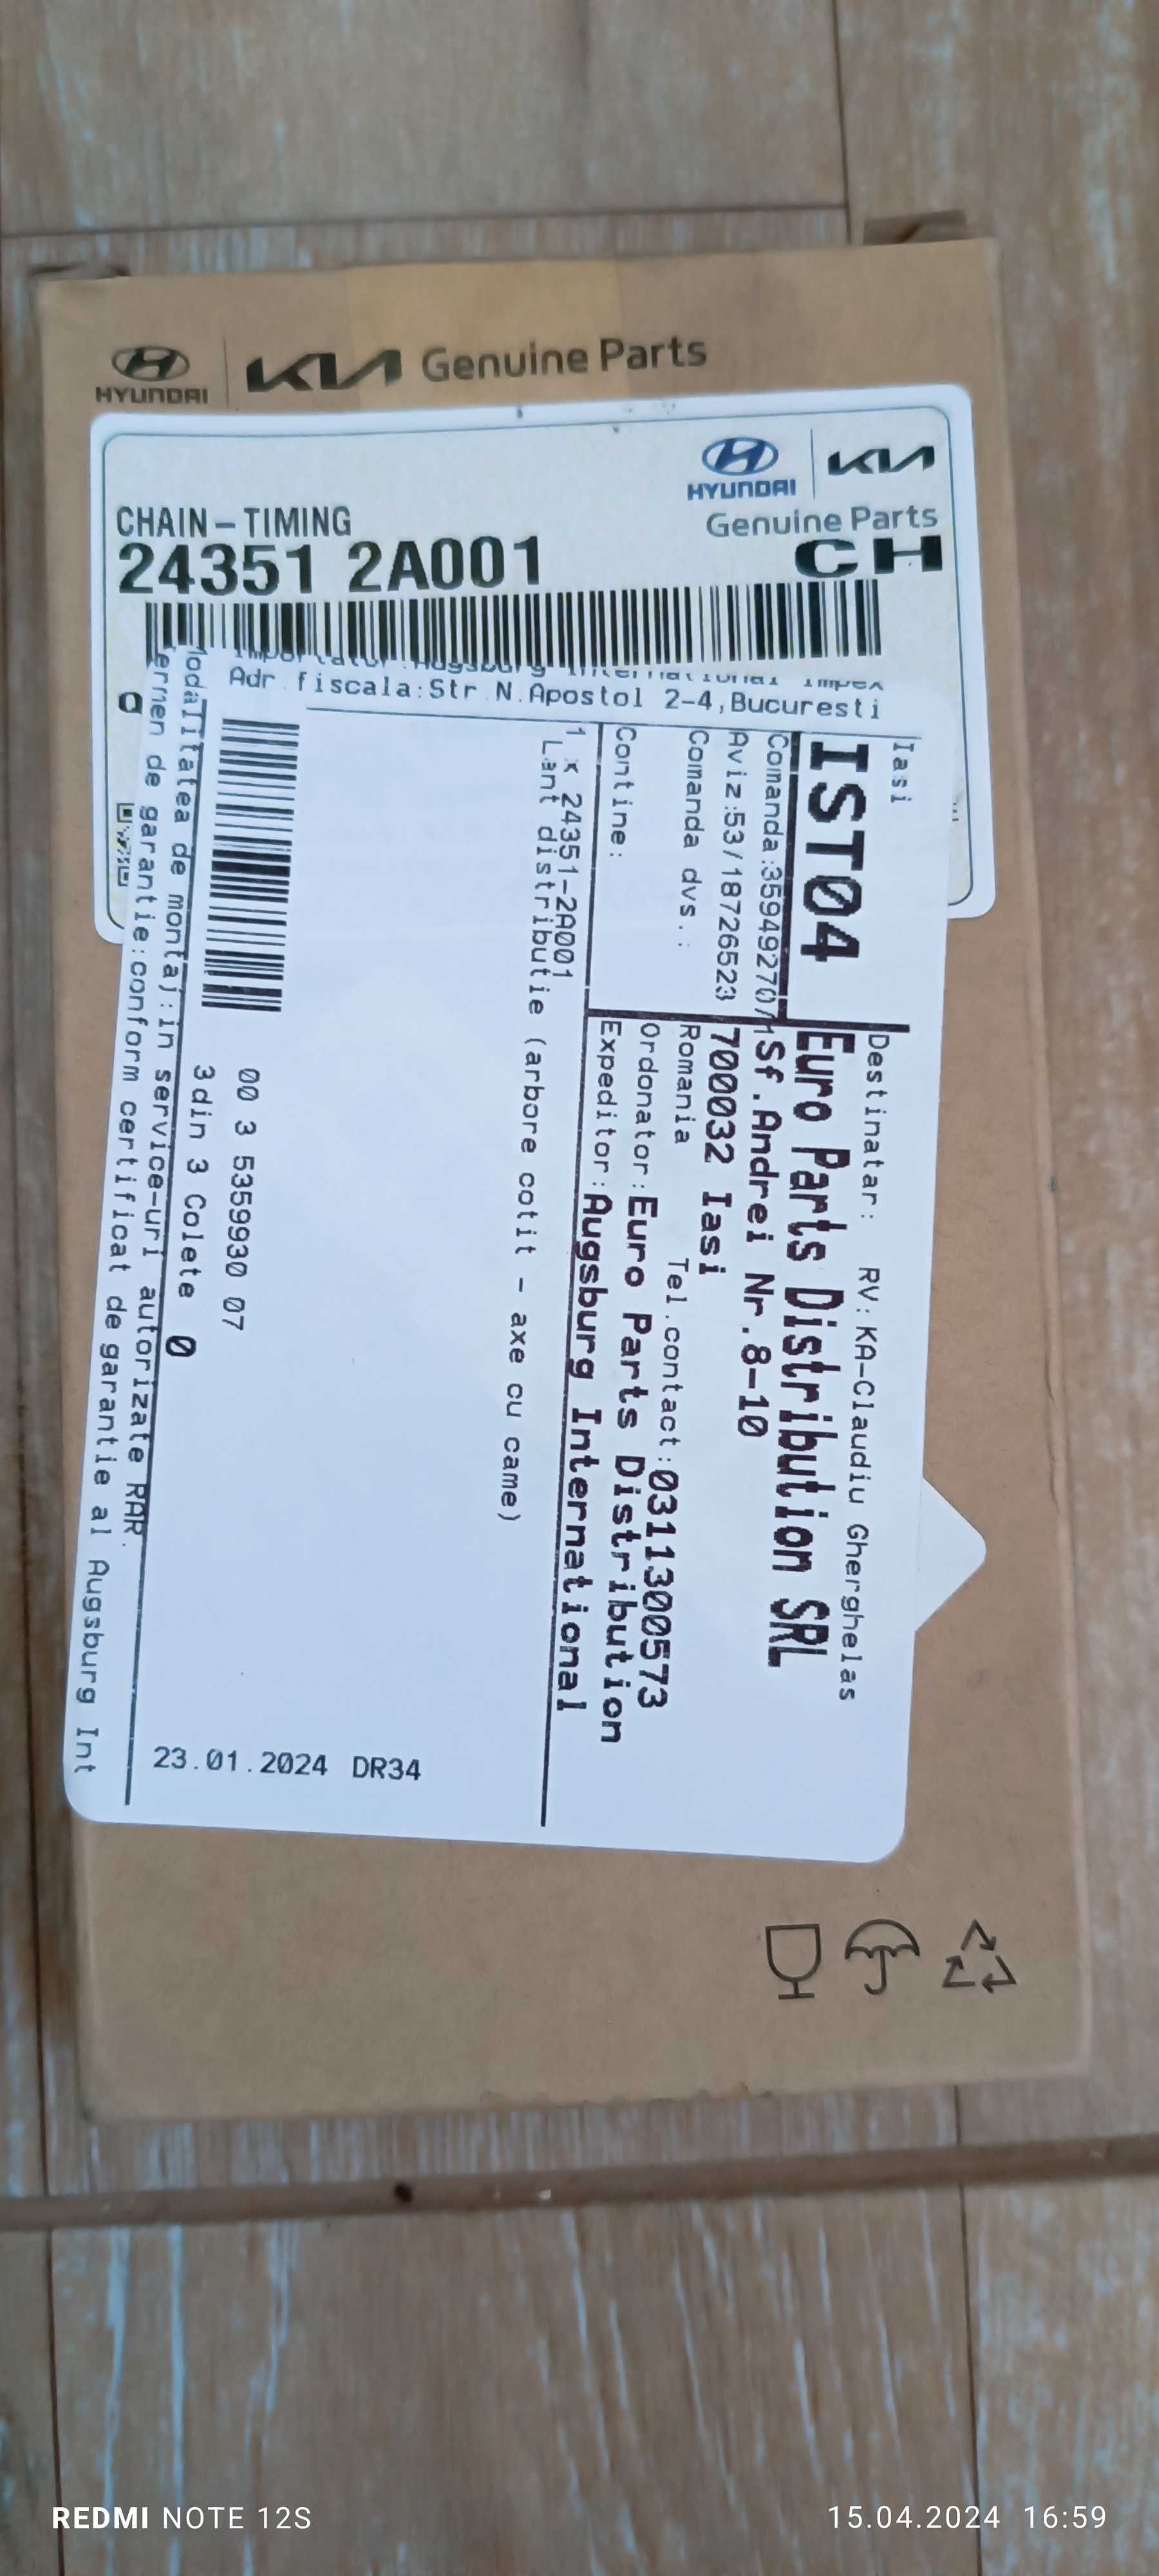 HYUNDAI KIA Genuine Parts
HYUNDAI KIA
Genuine Parts
CHAIN-TIMING
24351 2A001
CH
Importator:Augsburg International Impex
Adr fiscala:Str.N.Apostol 2-4,Bucuresti
Iasi
IST04
Comanda:35949270/1
Aviz:53/18726523
Comanda dvs.:
Destinatar: RV:KA-Claudiu Gherghelas
Euro Parts Distribution SRL
Sf.Andrei Nr.8-10
700032 Iasi
Romania Tel.contact:0311300573
Ordonator:Euro Parts Distribution
Expeditor:Augsburg International
Contine:
1 x 24351-2A001
Lant distributie (arbore cotit - axe cu came)
00 3 5359930 07
3din 3 Colete 0
Modalitatea de montaj:in service-uri autorizate RAR.
Termen de garantie:conform certificat de garantie al Augsburg Int
23.01.2024 DR34
REDMI NOTE 12S
15.04.2024 16:59